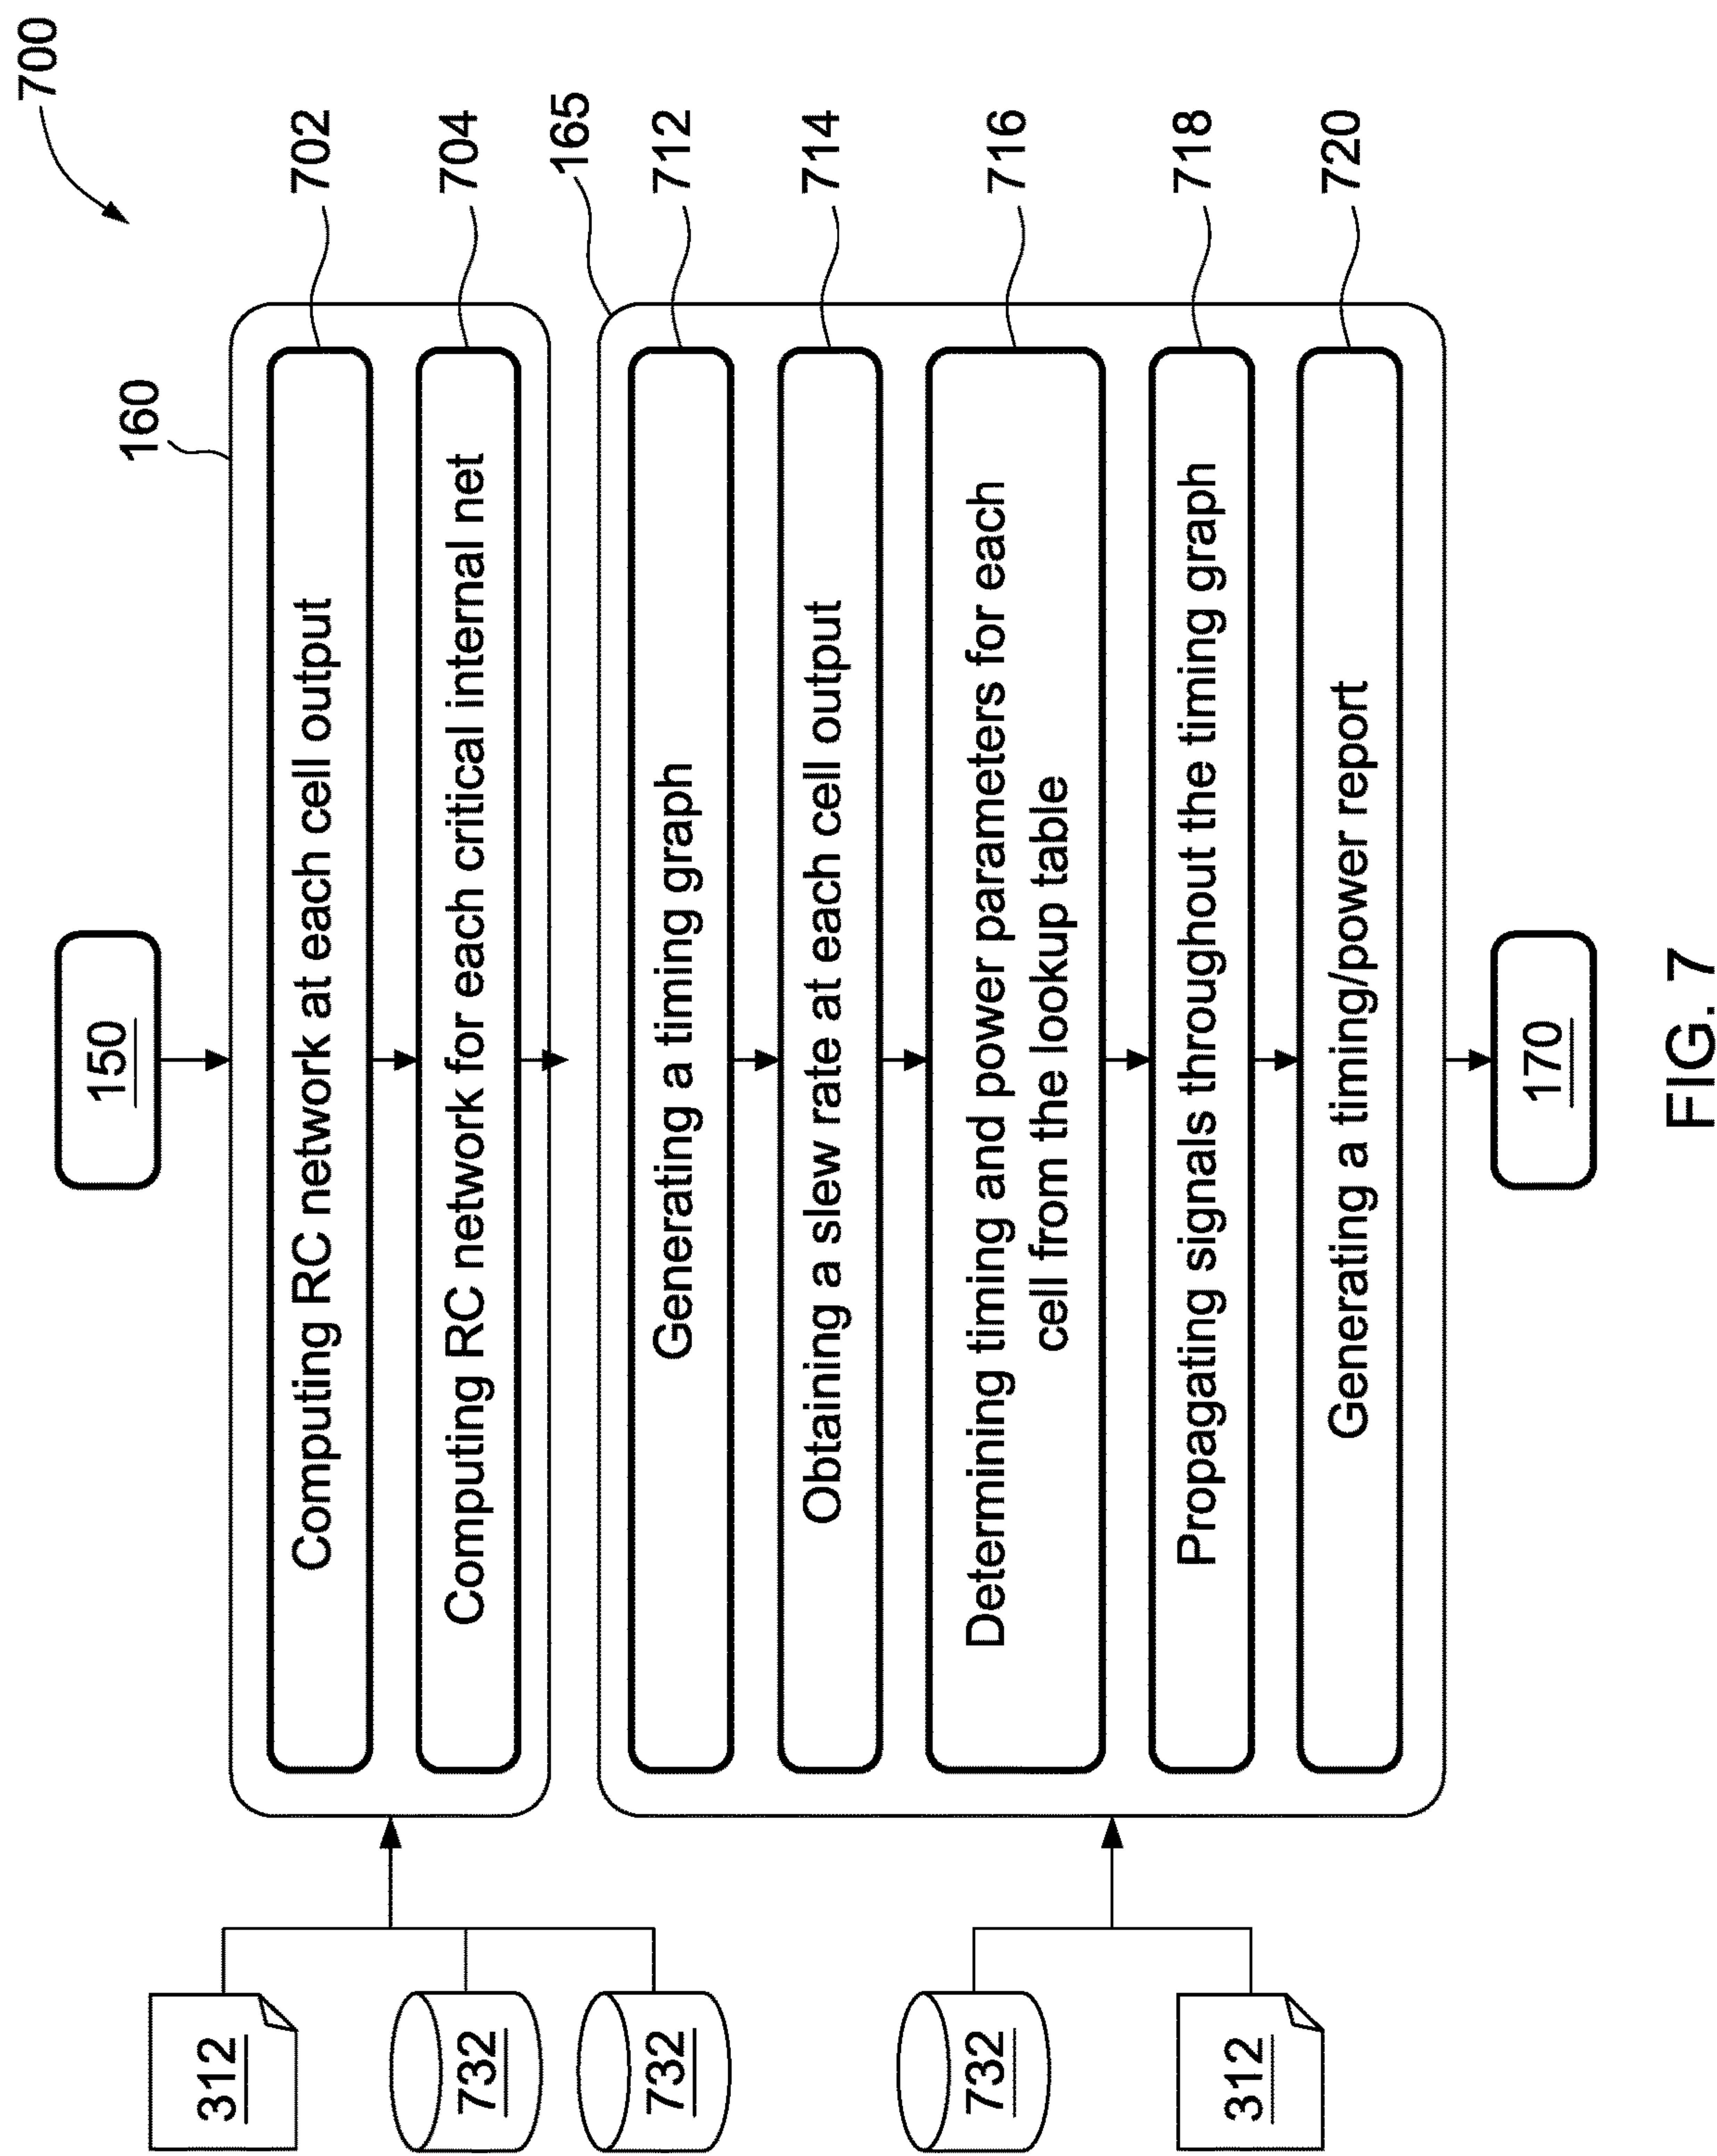 700
150
160
Computing RC network at each cell output
702
Computing RC network for each critical internal net
704
165
Generating a timing graph
712
Obtaining a slew rate at each cell output
714
Determining timing and power parameters for each
cell from the lookup table
716
Propagating signals throughout the timing graph
718
Generating a timing/power report
720
170
312
732
732
732
312
FIG. 7